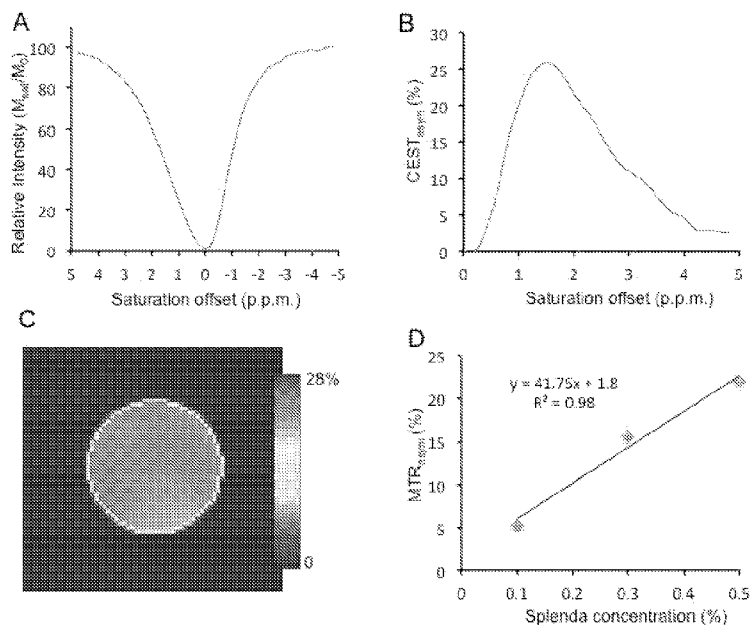 A
Relative Intensity (Msat/M0)
100
80
60
40
20
0
5 4 3 2 1 0 -1 -2 -3 -4 -5
Saturation offset (p.p.m.)
B
CESTasym (%)
30
25
20
15
10
5
0
0 1 2 3 4 5
Saturation offset (p.p.m.)
C
28%
0
D
MTRasym (%)
25
20
15
10
5
0
y = 41.75x + 1.8
R² = 0.98
0 0.1 0.2 0.3 0.4 0.5
Splenda concentration (%)